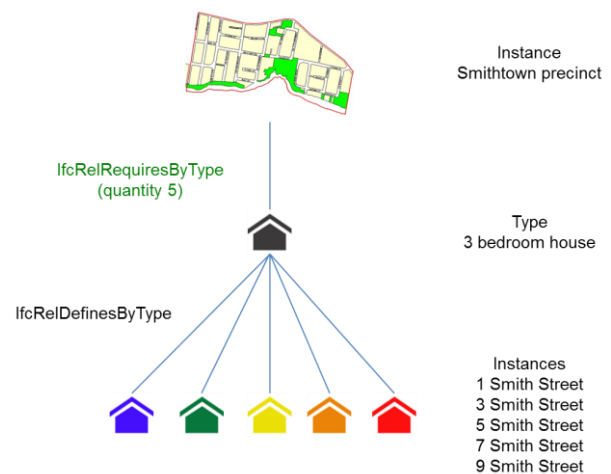 Instance
Smithtown precinct
IfcRelRequiresByType
(quantity 5)
Type
3 bedroom house
IfcRelDefinesByType
Instances
1 Smith Street
3 Smith Street
5 Smith Street
7 Smith Street
9 Smith Street